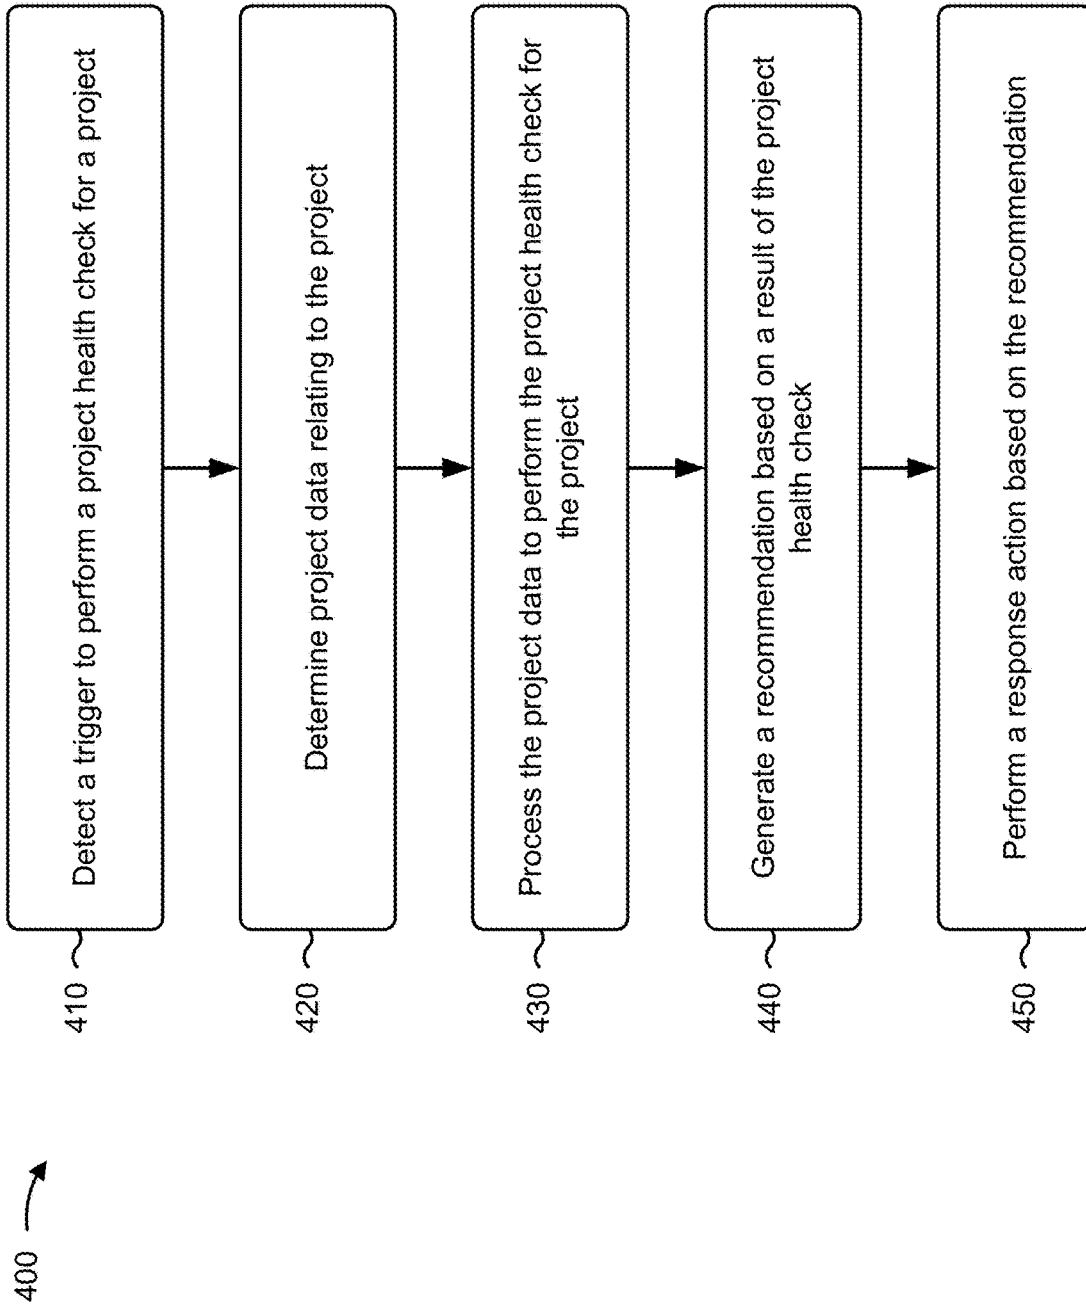 400
410
Detect a trigger to perform a project health check for a project
420
Determine project data relating to the project
430
Process the project data to perform the project health check for
the project
440
Generate a recommendation based on a result of the project
health check
450
Perform a response action based on the recommendation